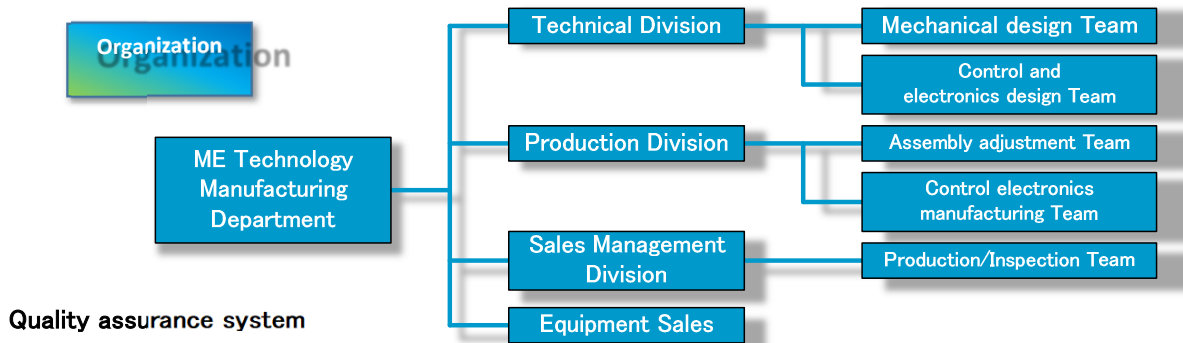 Organization
Technical Division
Mechanical design Team
Control and
electronics design Team
ME Technology
Manufacturing
Department
Production Division
Assembly adjustment Team
Control electronics
manufacturing Team
Sales Management
Division
Production/Inspection Team
Equipment Sales
Quality assurance system